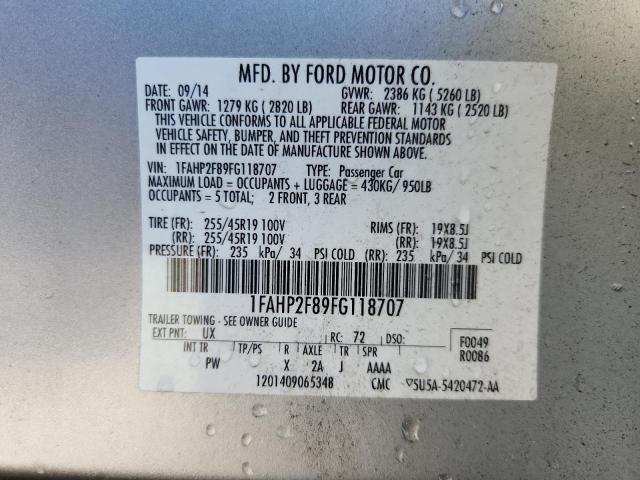 MFD. BY FORD MOTOR CO.
DATE: 09/14 GVWR: 2386 KG ( 5260 LB)
FRONT GAWR: 1279 KG ( 2820 LB) REAR GAWR: 1143 KG ( 2520 LB)
THIS VEHICLE CONFORMS TO ALL APPLICABLE FEDERAL MOTOR
VEHICLE SAFETY, BUMPER, AND THEFT PREVENTION STANDARDS
IN EFFECT ON THE DATE OF MANUFACTURE SHOWN ABOVE.
VIN: 1FAHP2F89FG118707 TYPE: Passenger Car
MAXIMUM LOAD = OCCUPANTS + LUGGAGE = 430KG/ 950LB
OCCUPANTS = 5 TOTAL; 2 FRONT, 3 REAR
TIRE (FR): 255/45R19 100V RIMS (FR): 19X8.5J
(RR): 255/45R19 100V (RR): 19X8.5J
PRESSURE (FR): 235 kPa/ 34 PSI COLD (RR): 235 kPa/ 34 PSI COLD
1FAHP2F89FG118707
TRAILER TOWING - SEE OWNER GUIDE
EXT PNT: UX RC: 72 DSO: F0049
INT TR TP/PS R AXLE TR SPR R0086
PW X 2A J AAAA
1201409065348 CMC ▽5U5A-5420472-AA